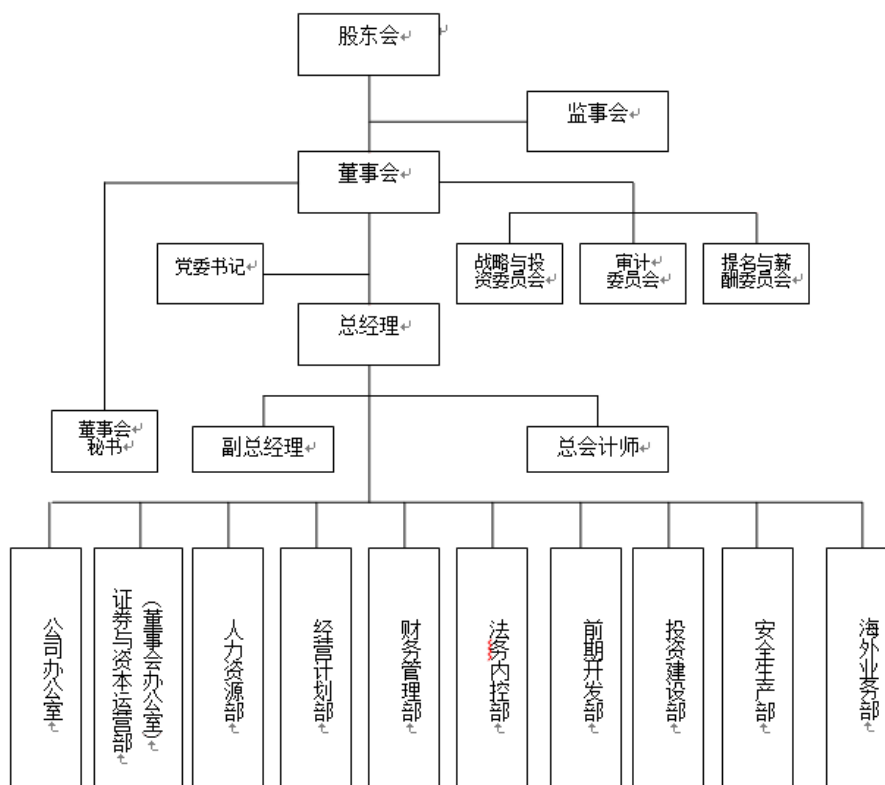 股东会
监事会
董事会
党委书记
战略与投
资委员会
审计
委员会
提名与薪
酬委员会
总经理
董事会
秘书
副总经理
总会计师
公司办公室
证券与资本运营部
(董事会办公室)
人力资源部
经营计划部
财务管理部
法务内控部
前期开发部
投资建设部
安全生产部
海外业务部